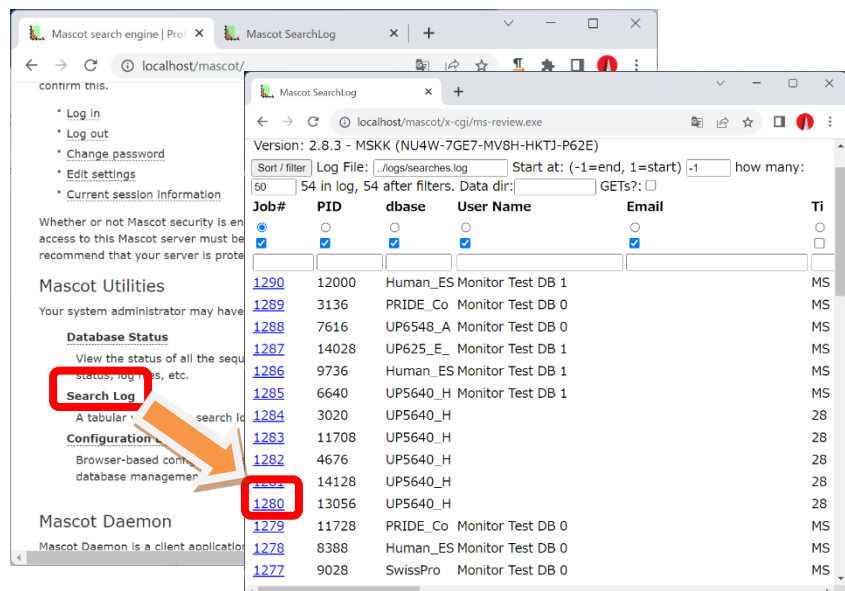 Mascot search engine | Prot
Mascot SearchLog
localhost/mascot/
confirm this.
* Log in
* Log out
* Change password
* Edit settings
* Current session information
Whether or not Mascot security is en
access to this Mascot server must be
recommend that your server is prote
Mascot Utilities
Your system administrator may have
Database Status
View the status of all the sequ
status, log files, etc.
Search Log
A tabular search lo
Configuration
Browser-based
database management
Mascot Daemon
Mascot Daemon is a client application
Mascot SearchLog
localhost/mascot/x-cgi/ms-review.exe
Version: 2.8.3 - MSKK (NU4W-7GE7-MV8H-HKTJ-P62E)
Sort / filter Log File: ../logs/searches.log Start at: (-1=end, 1=start) -1 how many:
50 54 in log, 54 after filters. Data dir: GETs?:
Job# PID dbase User Name Email Ti
1290 12000 Human_ES Monitor Test DB 1 MS
1289 3136 PRIDE_Co Monitor Test DB 0 MS
1288 7616 UP6548_A Monitor Test DB 0 MS
1287 14028 UP625_E_ Monitor Test DB 1 MS
1286 9736 Human_ES Monitor Test DB 1 MS
1285 6640 UP5640_H Monitor Test DB 1 MS
1284 3020 UP5640_H 28
1283 11708 UP5640_H 28
1282 4676 UP5640_H 28
1281 14128 UP5640_H 28
1280 13056 UP5640_H 28
1279 11728 PRIDE_Co Monitor Test DB 0 MS
1278 8388 Human_ES Monitor Test DB 0 MS
1277 9028 SwissPro Monitor Test DB 0 MS